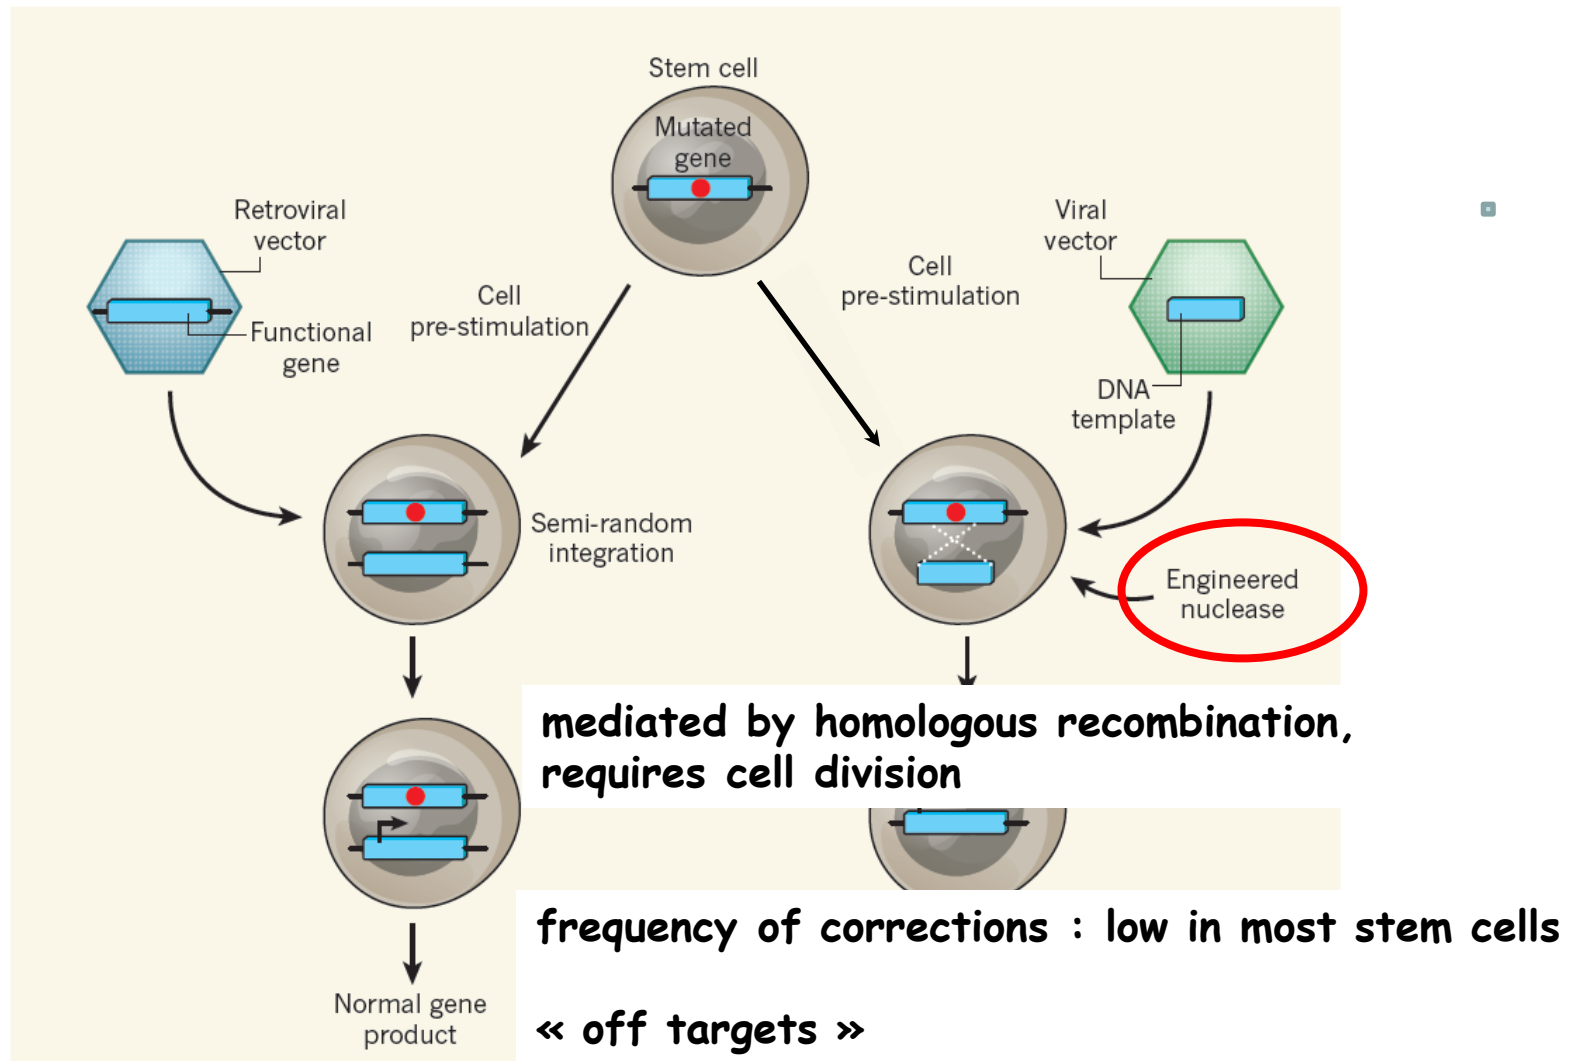 Stem cell
Mutated
gene
Retroviral
vector
Functional
gene
Cell
pre-stimulation
Cell
pre-stimulation
Viral
vector
DNA
template
Semi-random
integration
Engineered
nuclease
mediated by homologous recombination,
requires cell division
frequency of corrections : low in most stem cells
Normal gene
product
« off targets »